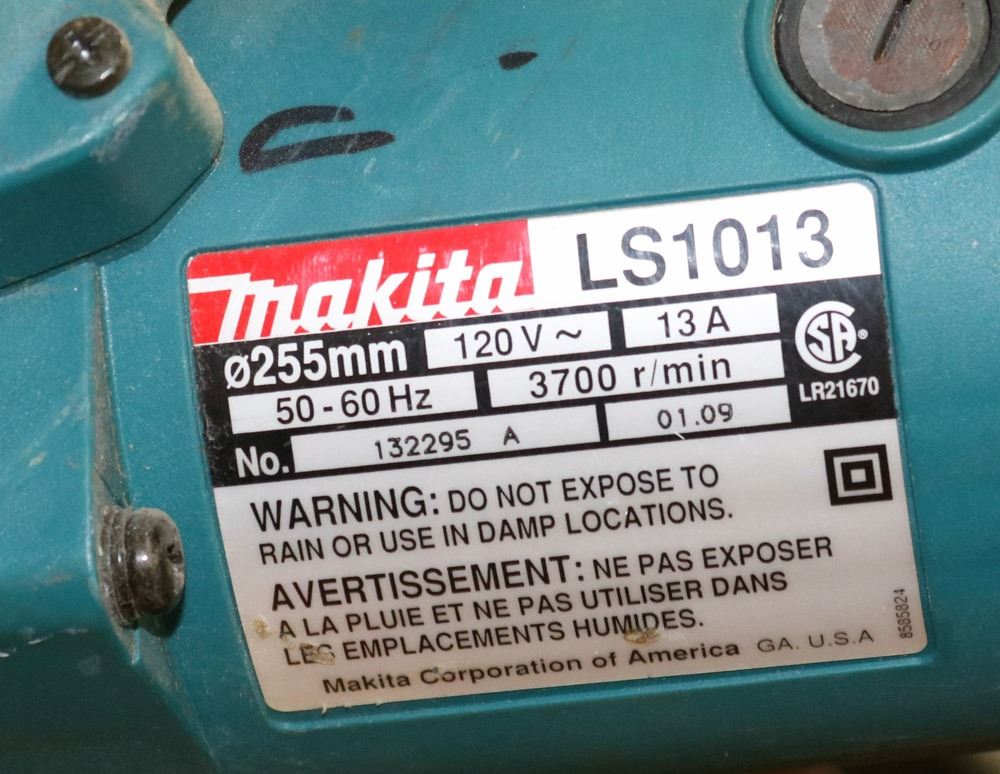 makita LS1013
ø255mm 120 V ~ 13 A
50 - 60 Hz 3700 r/min
SA ®
LR21670
No. 132295 A 01.09
WARNING: DO NOT EXPOSE TO
RAIN OR USE IN DAMP LOCATIONS.
AVERTISSEMENT: NE PAS EXPOSER
A LA PLUIE ET NE PAS UTILISER DANS
LES EMPLACEMENTS HUMIDES.
Makita Corporation of America GA. U.S.A
8585824